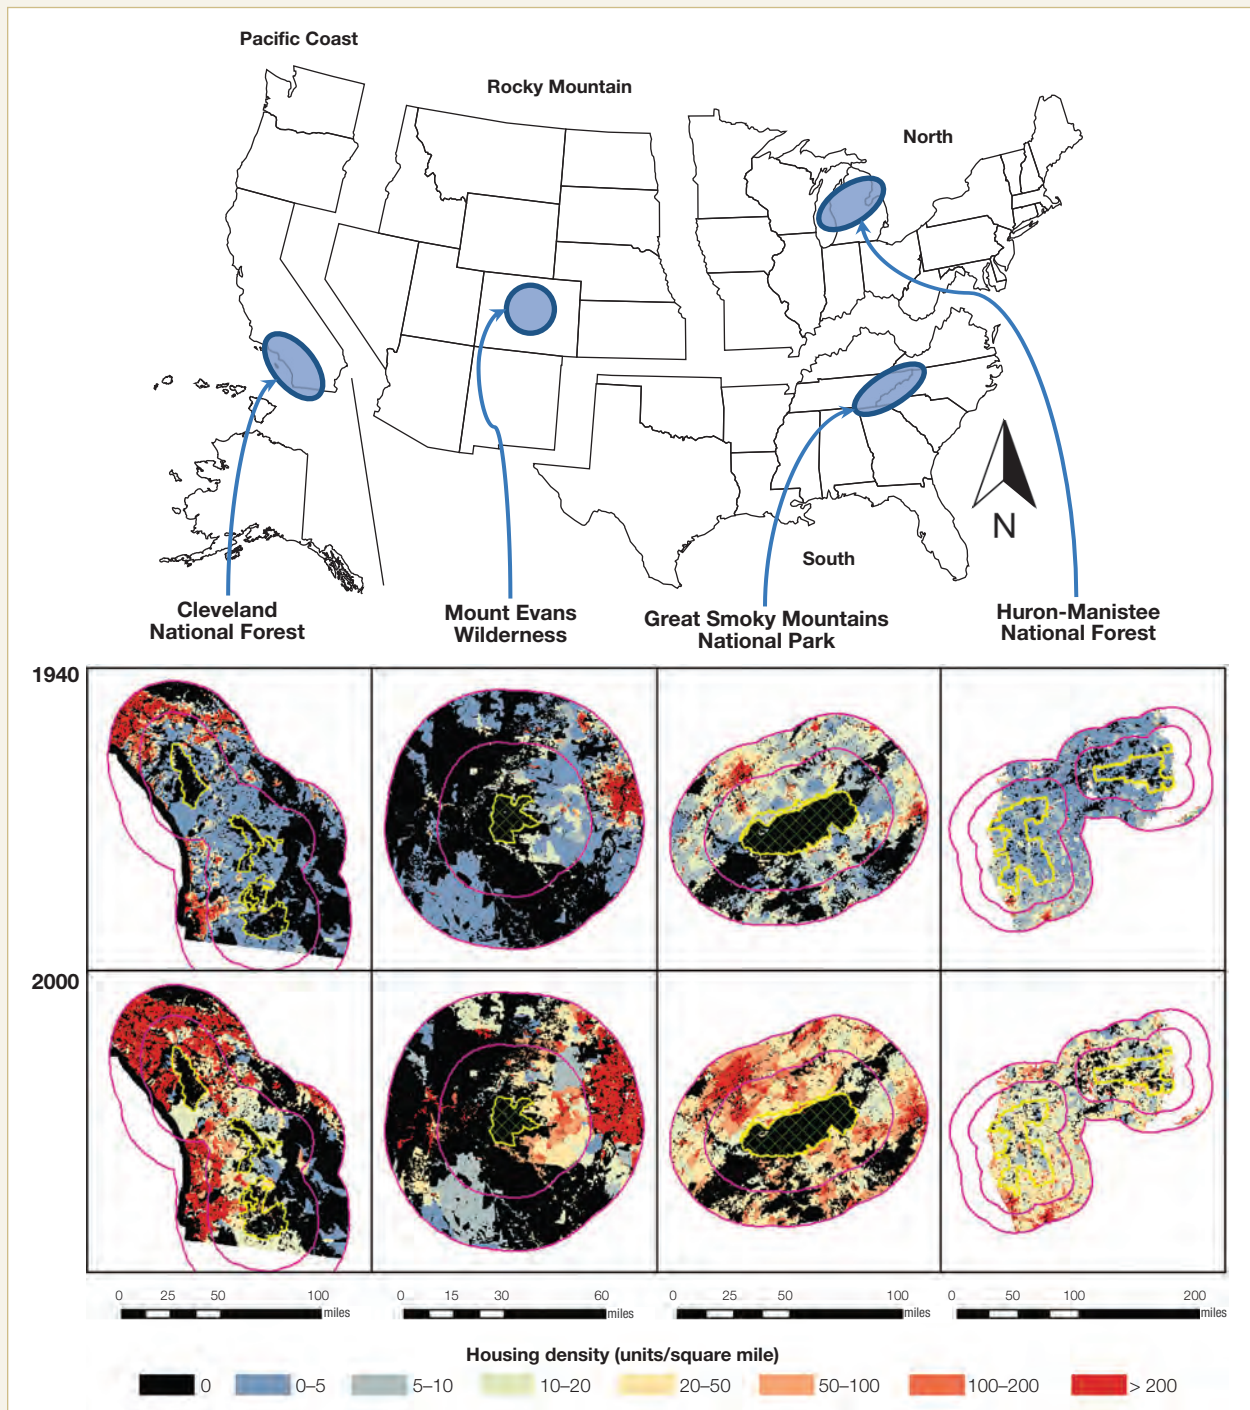 Pacific Coast
Rocky Mountain
North
N
South
Cleveland
National Forest
Mount Evans
Wilderness
Great Smoky Mountains
National Park
Huron-Manistee
National Forest
1940
2000
0 25 50 100
miles
0 15 30 60
miles
0 25 50 100
miles
0 50 100 200
miles
Housing density (units/square mile)
0 0–5 5–10 10–20 20–50 50–100 100–200 > 200